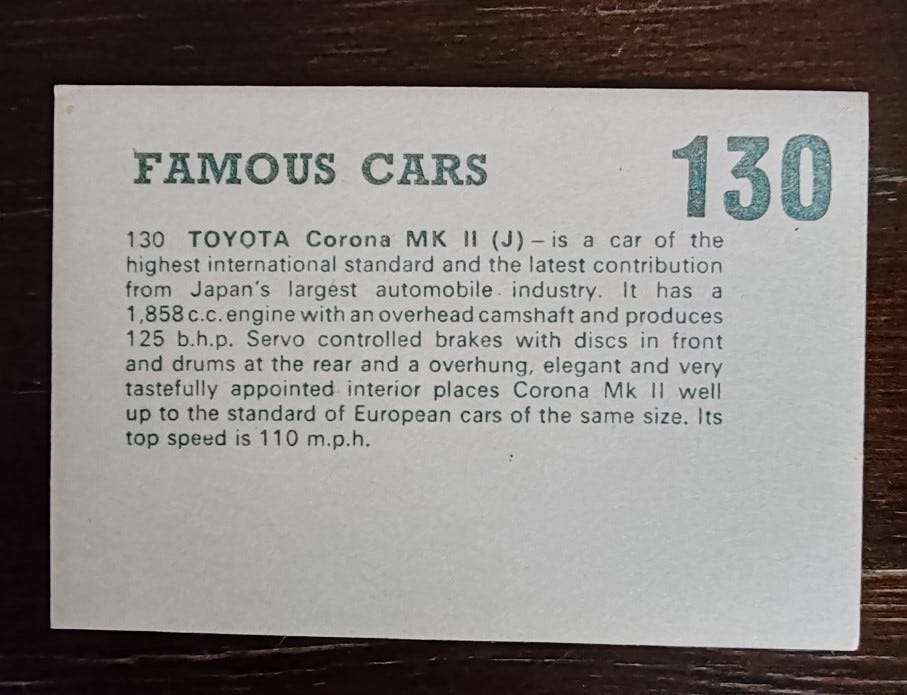 FAMOUS CARS
130
130 TOYOTA Corona MK II (J) – is a car of the
highest international standard and the latest contribution
from Japan's largest automobile industry. It has a
1,858 c.c. engine with an overhead camshaft and produces
125 b.h.p. Servo controlled brakes with discs in front
and drums at the rear and a overhung, elegant and very
tastefully appointed interior places Corona Mk II well
up to the standard of European cars of the same size. Its
top speed is 110 m.p.h.